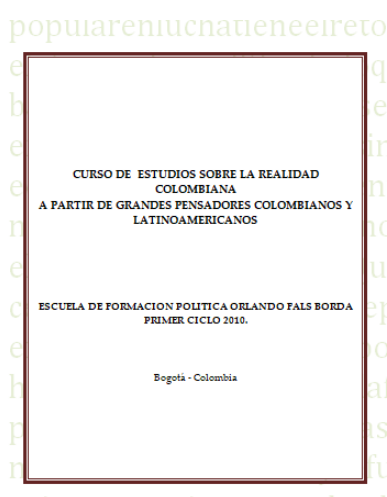 popularenluchatieneelreto
CURSO DE ESTUDIOS SOBRE LA REALIDAD
COLOMBIANA
A PARTIR DE GRANDES PENSADORES COLOMBIANOS Y
LATINOAMERICANOS
ESCUELA DE FORMACION POLITICA ORLANDO FALS BORDA
PRIMER CICLO 2010.
Bogotá - Colombia